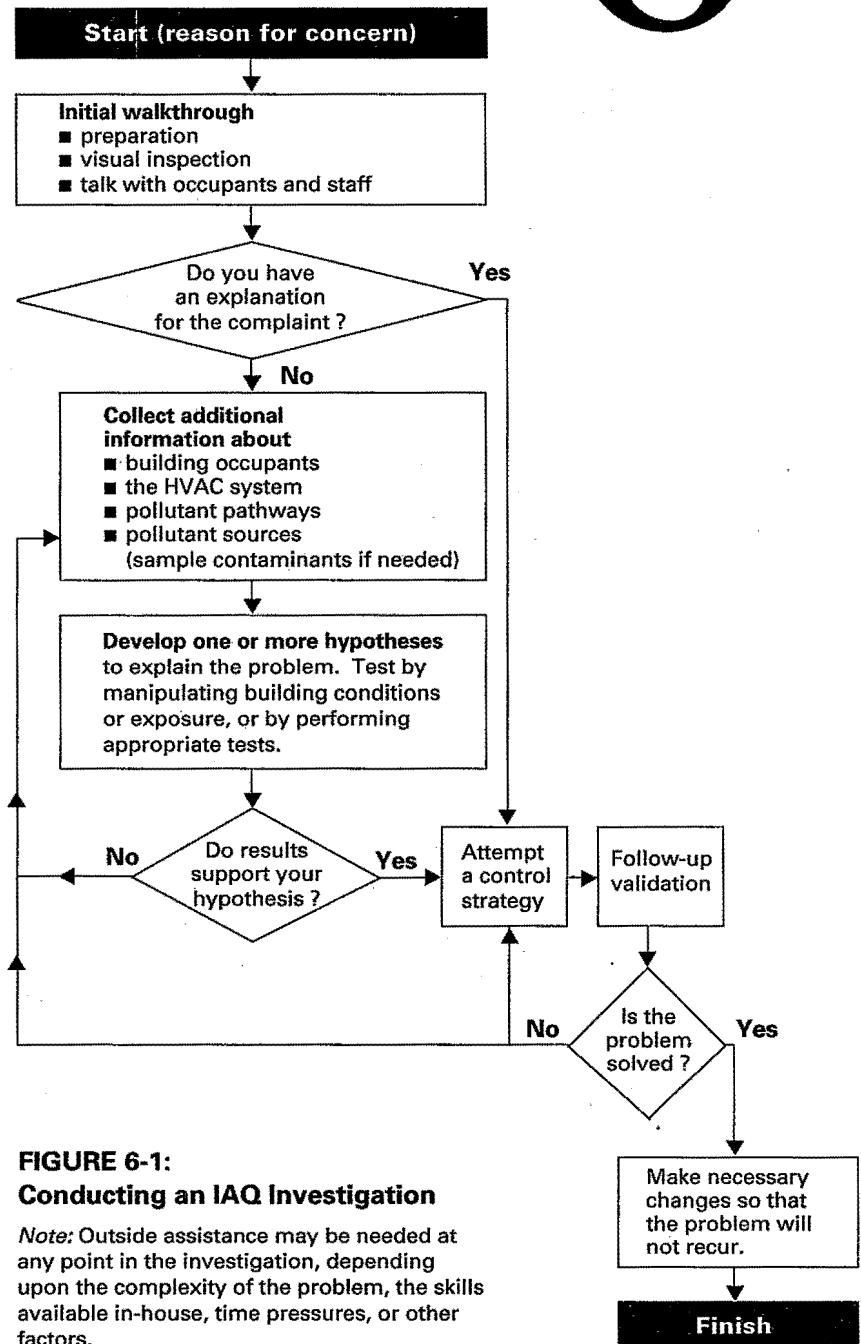 Start (reason for concern)
Initial walkthrough
■ preparation
■ visual inspection
■ talk with occupants and staff
Do you have
an explanation
for the complaint ?
Yes
No
Collect additional
information about
■ building occupants
■ the HVAC system
■ pollutant pathways
■ pollutant sources
(sample contaminants if needed)
Develop one or more hypotheses
to explain the problem. Test by
manipulating building conditions
or exposure, or by performing
appropriate tests.
No
Do results
support your
hypothesis ?
Yes
Attempt
a control
strategy
Follow-up
validation
No
Is the
problem
solved ?
Yes
Make necessary
changes so that
the problem will
not recur.
Finish
FIGURE 6-1:
Conducting an IAQ Investigation
Note: Outside assistance may be needed at
any point in the investigation, depending
upon the complexity of the problem, the skills
available in-house, time pressures, or other
factors.